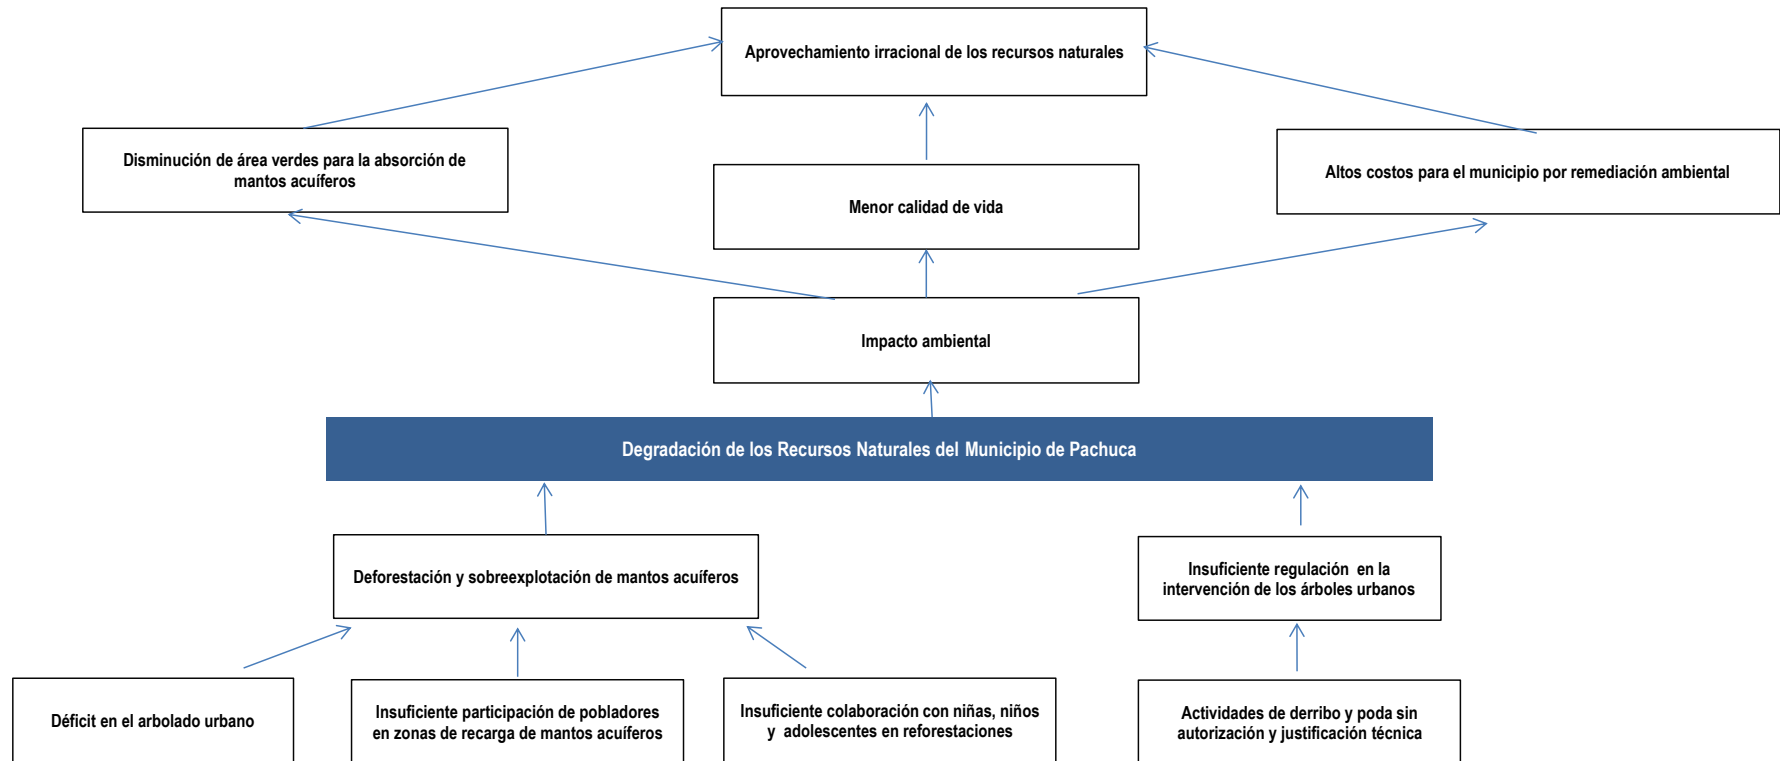 Aprovechamiento irracional de los recursos naturales
Disminución de área verdes para la absorción de
mantos acuíferos
Menor calidad de vida
Altos costos para el municipio por remediación ambiental
Impacto ambiental
Degradación de los Recursos Naturales del Municipio de Pachuca
Deforestación y sobreexplotación de mantos acuíferos
Insuficiente regulación en la
intervención de los árboles urbanos
Déficit en el arbolado urbano
Insuficiente participación de pobladores
en zonas de recarga de mantos acuíferos
Insuficiente colaboración con niñas, niños
y adolescentes en reforestaciones
Actividades de derribo y poda sin
autorización y justificación técnica